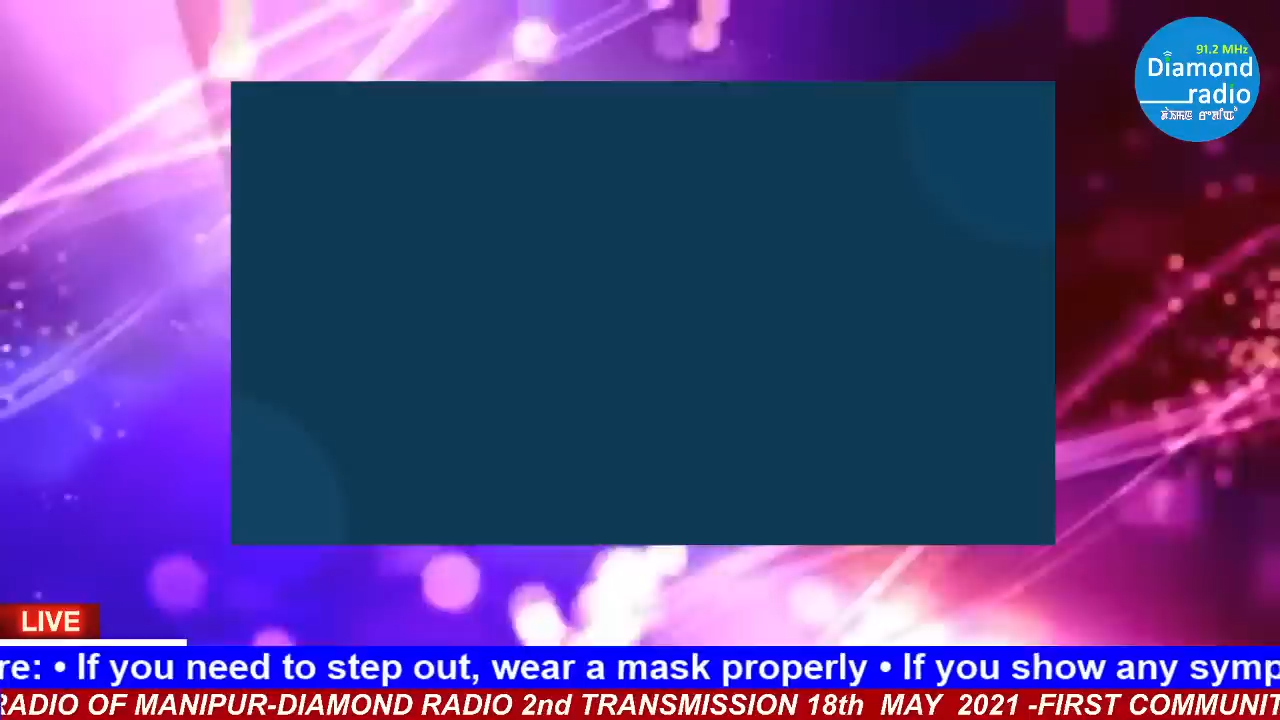 91.2 MHz
Diamond
radio
LIVE
re: • If you need to step out, wear a mask properly • If you show any symp
RADIO OF MANIPUR-DIAMOND RADIO 2nd TRANSMISSION 18th MAY 2021 -FIRST COMMUNIT